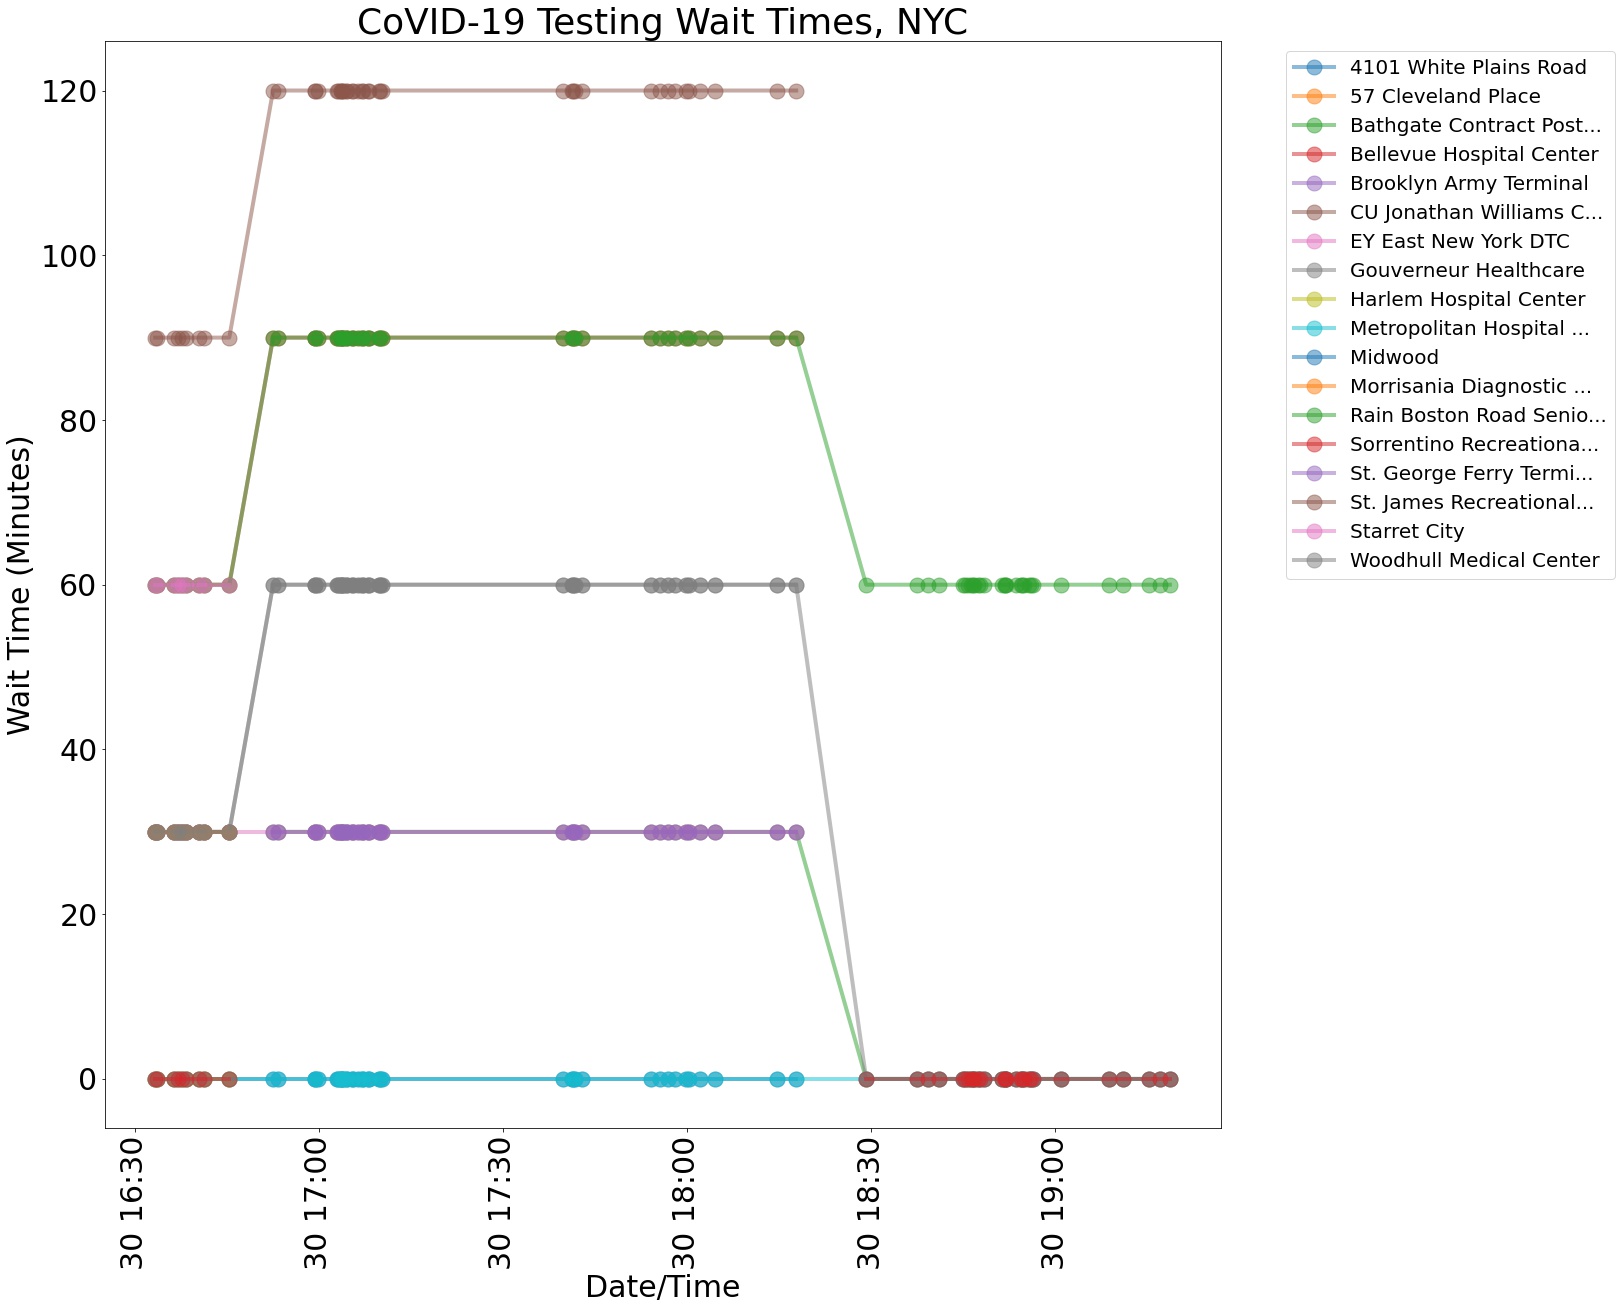 CoVID-19 Testing Wait Times, NYC
120
100
80
60
40
20
0
Wait Time (Minutes)
30 16:30
30 17:00
30 17:30
30 18:00
30 18:30
30 19:00
Date/Time
4101 White Plains Road
57 Cleveland Place
Bathgate Contract Post...
Bellevue Hospital Center
Brooklyn Army Terminal
CU Jonathan Williams C...
EY East New York DTC
Gouverneur Healthcare
Harlem Hospital Center
Metropolitan Hospital ...
Midwood
Morrisania Diagnostic ...
Rain Boston Road Senio...
Sorrentino Recreationa...
St. George Ferry Termi...
St. James Recreational...
Starret City
Woodhull Medical Center